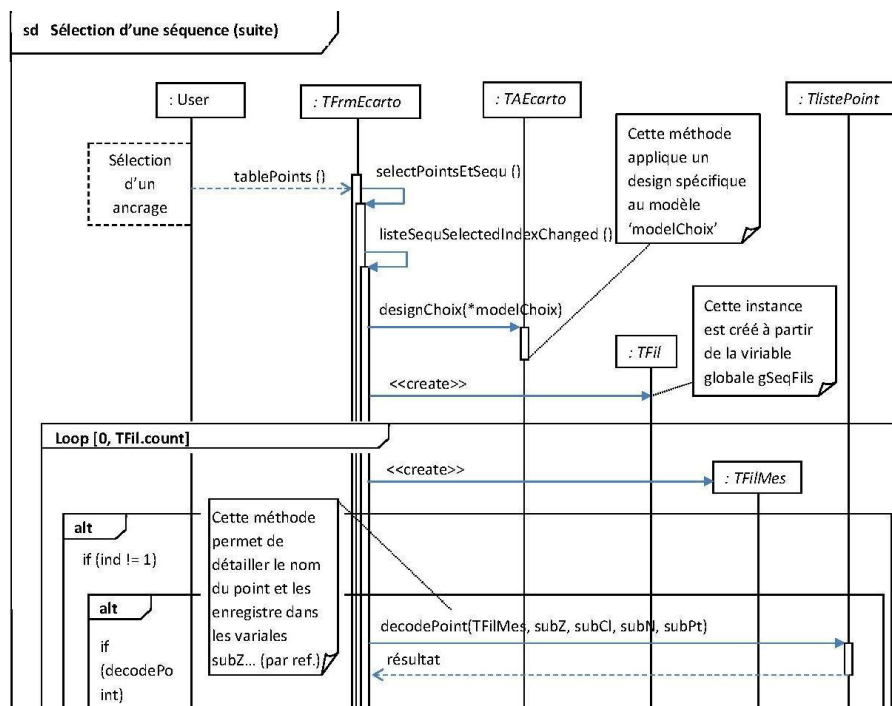 sd Sélection d'une séquence (suite)
: User
: TFrmEcarto
: TAEcarto
: TlistePoint
Cette méthode
applique un
design spécifique
au modèle
'modelChoix'
Sélection
d'un
ancrage
tablePoints ()
selectPointsEtSequ ()
listeSequSelectedIndexChanged ()
designChoix(*modelChoix)
Cette instance
est créé à partir
de la viriable
globale gSeqFils
: TFil
<<create>>
Loop [0, TFil.count]
<<create>>
: TFilMes
alt
if (ind != 1)
Cette méthode
permet de
détailler le nom
du point et les
enregistre dans
les variales
subZ... (par ref.)
alt
if
(decodePo
int)
decodePoint(TFilMes, subZ, subCl, subN, subPt)
résultat